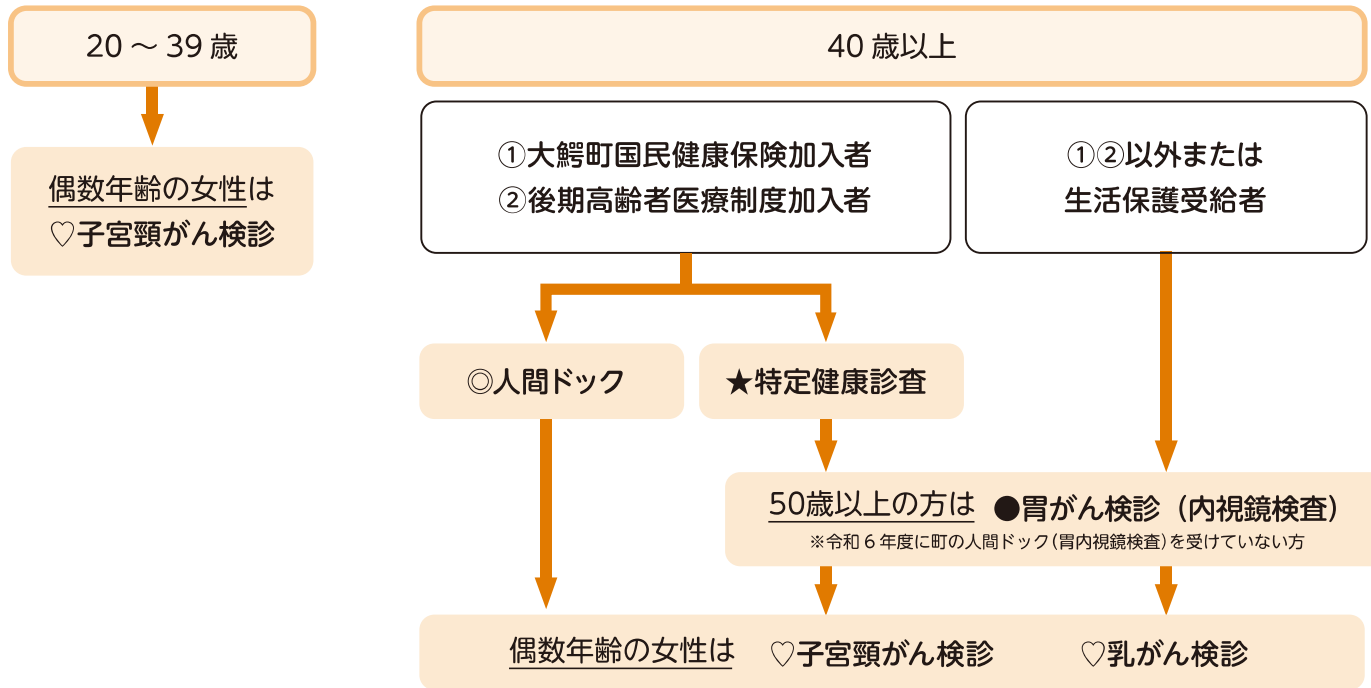 20 ～ 39 歳
偶数年齢の女性は
♡子宮頸がん検診
40 歳以上
①大鰐町国民健康保険加入者
②後期高齢者医療制度加入者
①②以外または
生活保護受給者
◎人間ドック
★特定健康診査
50歳以上の方は ●胃がん検診（内視鏡検査）
※令和６年度に町の人間ドック（胃内視鏡検査）を受けていない方
偶数年齢の女性は ♡子宮頸がん検診 ♡乳がん検診